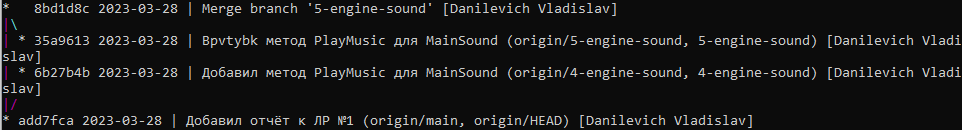 *   8bd1d8c 2023-03-28 | Merge branch '5-engine-sound' [Danilevich Vladislav]
|\
| * 35a9613 2023-03-28 | Bpvtybk метод PlayMusic для MainSound (origin/5-engine-sound, 5-engine-sound) [Danilevich Vladi
slav]
| * 6b27b4b 2023-03-28 | Добавил метод PlayMusic для MainSound (origin/4-engine-sound, 4-engine-sound) [Danilevich Vladi
slav]
|/
* add7fca 2023-03-28 | Добавил отчёт к ЛР №1 (origin/main, origin/HEAD) [Danilevich Vladislav]